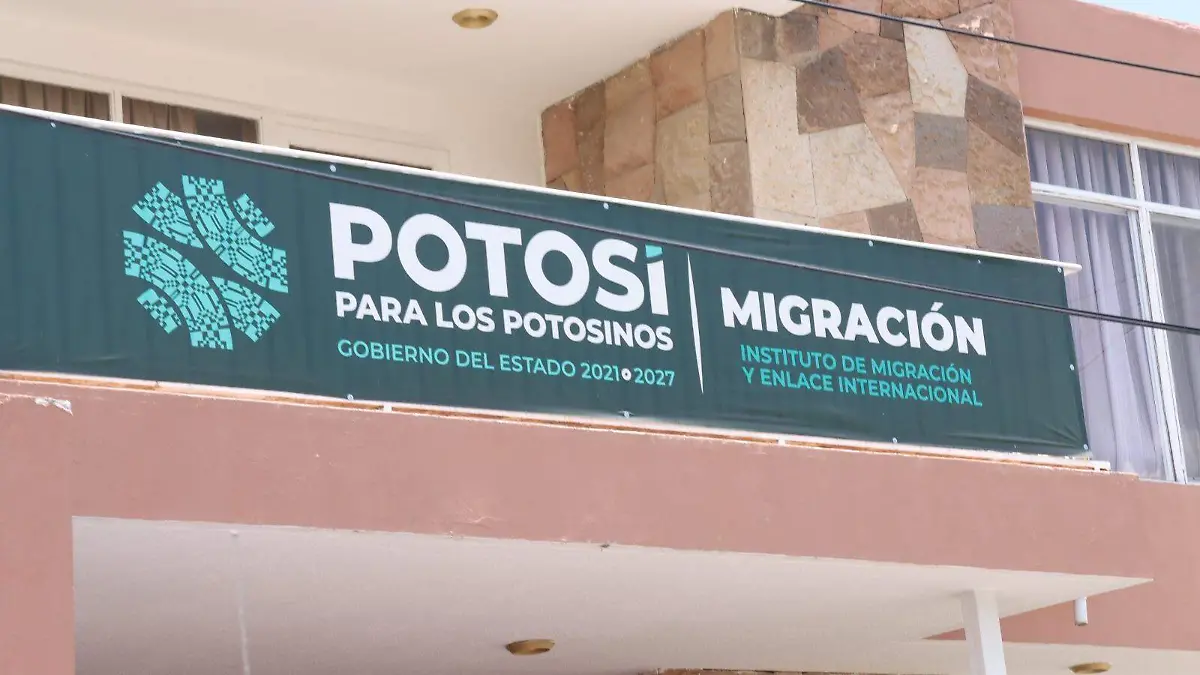 POTOSÍ
PARA LOS POTOSINOS
GOBIERNO DEL ESTADO 2021 2027
MIGRACIÓN
INSTITUTO DE MIGRACIÓN
Y ENLACE INTERNACIONAL